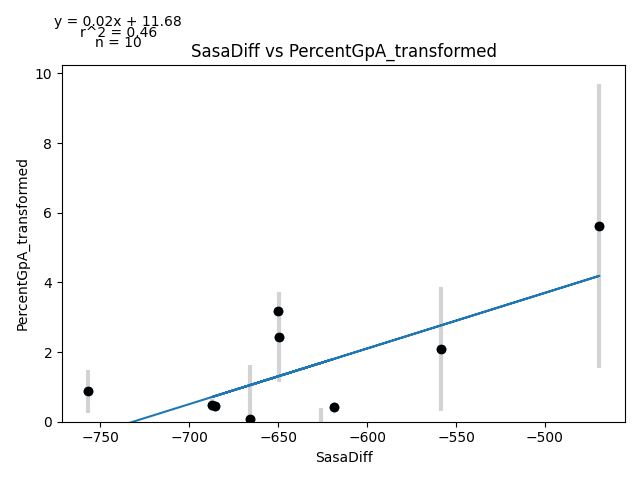 y = 0.02x + 11.68
r^2 = 0.46
n = 10
SasaDiff vs PercentGpA_transformed
PercentGpA_transformed
10
8
6
4
2
0
−750
−700
−650
−600
−550
−500
SasaDiff